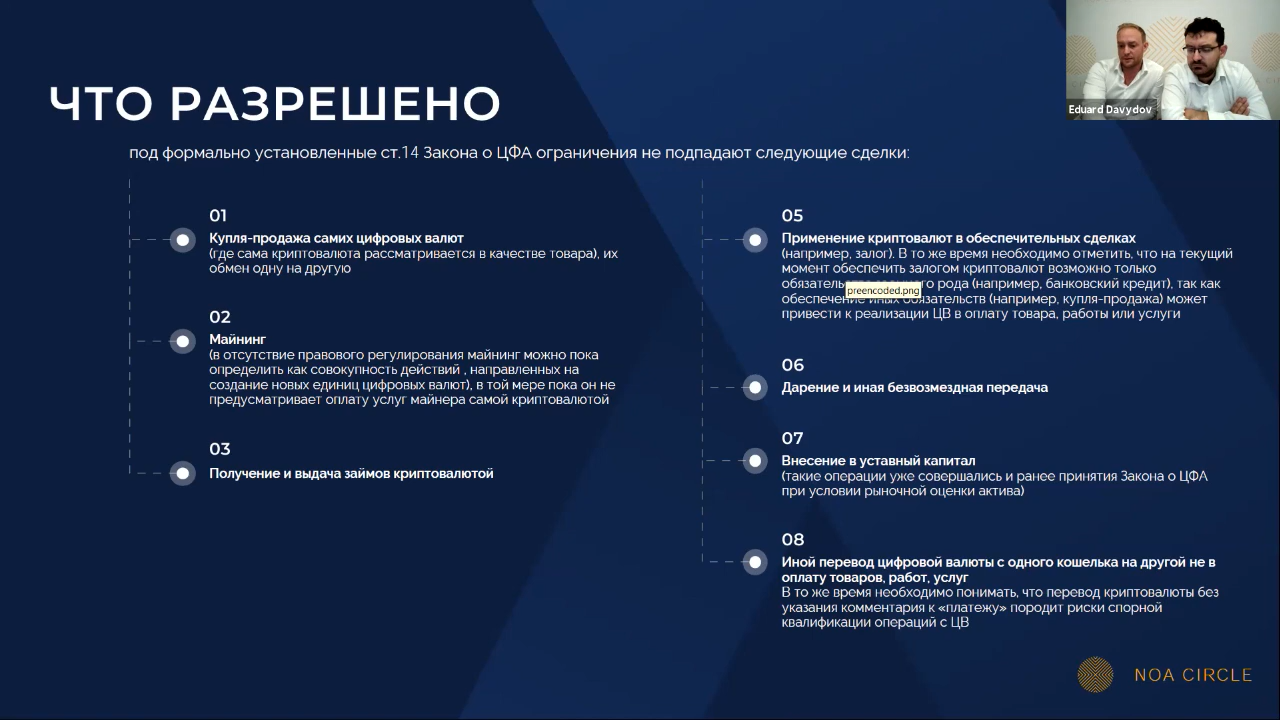 ЧТО РАЗРЕШЕНО
Eduard Davydov
под формально установленные ст.14 Закона о ЦФА ограничения не подпадают следующие сделки:
01
Купля-продажа самих цифровых валют
(где сама криптовалюта рассматривается в качестве товара), их
обмен одну на другую
02
Майнинг
(в отсутствие правового регулирования майнинг можно пока
определить как совокупность действий , направленных на
создание новых единиц цифровых валют), в той мере пока он не
предусматривает оплату услуг майнера самой криптовалютой
03
Получение и выдача займов криптовалютой
05
Применение криптовалют в обеспечительных сделках
(например, залог). В то же время необходимо отметить, что на текущий
момент обеспечить залогом криптовалют возможно только
рода (например, банковский кредит), так как
preencoded.png
обеспечение иных обязательств (например, купля-продажа) может
привести к реализации ЦВ в оплату товара, работы или услуги
06
Дарение и иная безвозмездная передача
07
Внесение в уставный капитал
(такие операции уже совершались и ранее принятия Закона о ЦФА
при условии рыночной оценки актива)
08
Иной перевод цифровой валюты с одного кошелька на другой не в
оплату товаров, работ, услуг
В то же время необходимо понимать, что перевод криптовалюты без
указания комментария к «платежу» породит риски спорной
квалификации операций с ЦВ
NOA CIRCLE